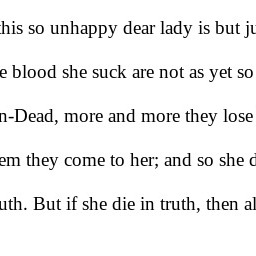 this so unhappy dear lady is but ju
e blood she suck are not as yet so
n-Dead, more and more they lose
em they come to her; and so she d
uth. But if she die in truth, then al